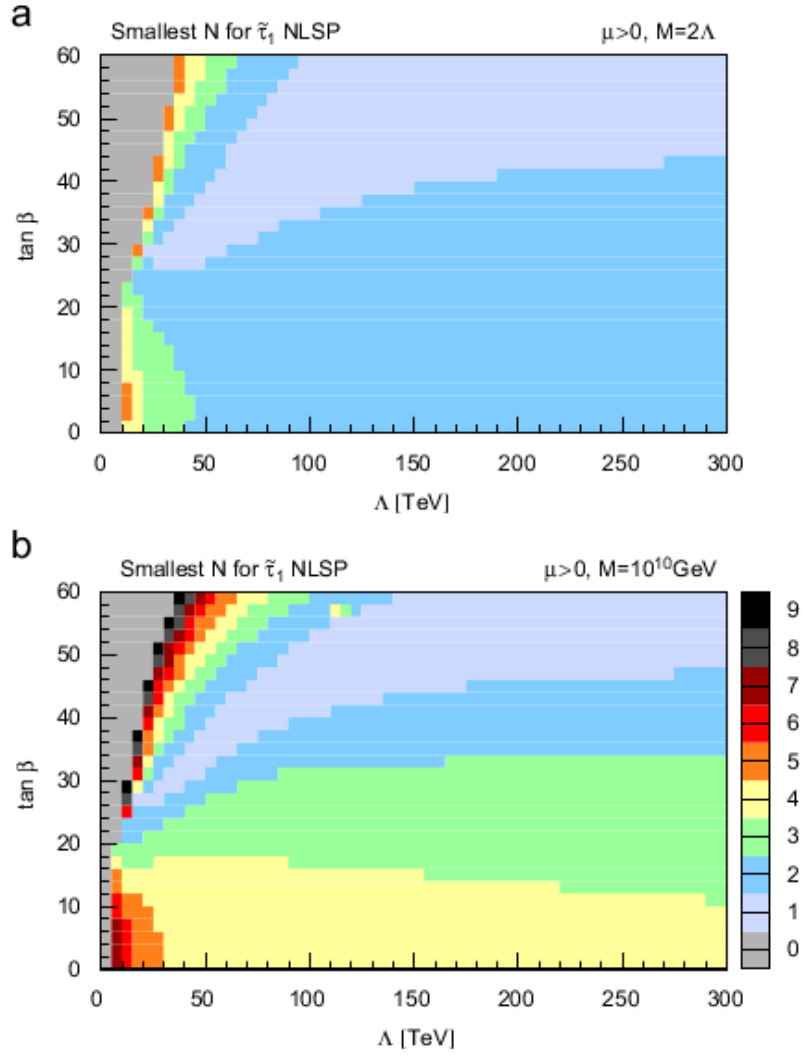 a
Smallest N for τ̃₁ NLSP μ>0, M=2Λ
60
50
40
30
20
10
0
tan β
0 50 100 150 200 250 300
Λ [TeV]
b
Smallest N for τ̃₁ NLSP μ>0, M=10¹⁰GeV
60
50
40
30
20
10
0
tan β
0 50 100 150 200 250 300
Λ [TeV]
9
8
7
6
5
4
3
2
1
0